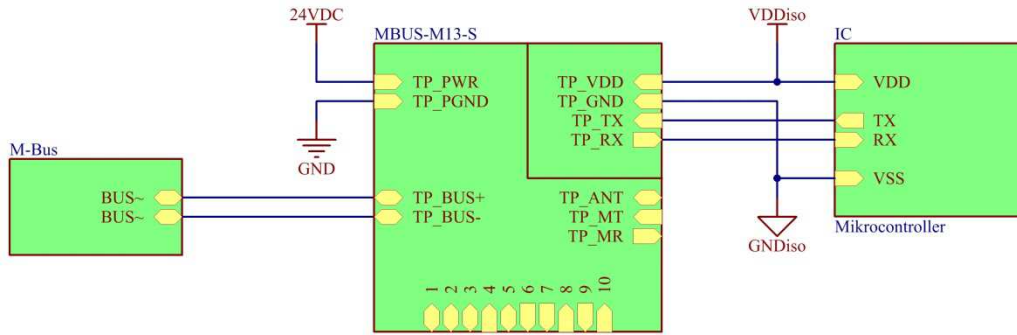 24VDC
VDDiso
MBUS-M13-S
IC
TP_PWR
TP_VDD
VDD
TP_PGND
TP_GND
TP_TX
TX
TP_RX
RX
GND
M-Bus
VSS
BUS~
TP_BUS+
TP_ANT
BUS~
TP_BUS-
TP_MT
TP_MR
GNDiso
Mikrocontroller
1 2 3 4 5 6 7 8 9 10